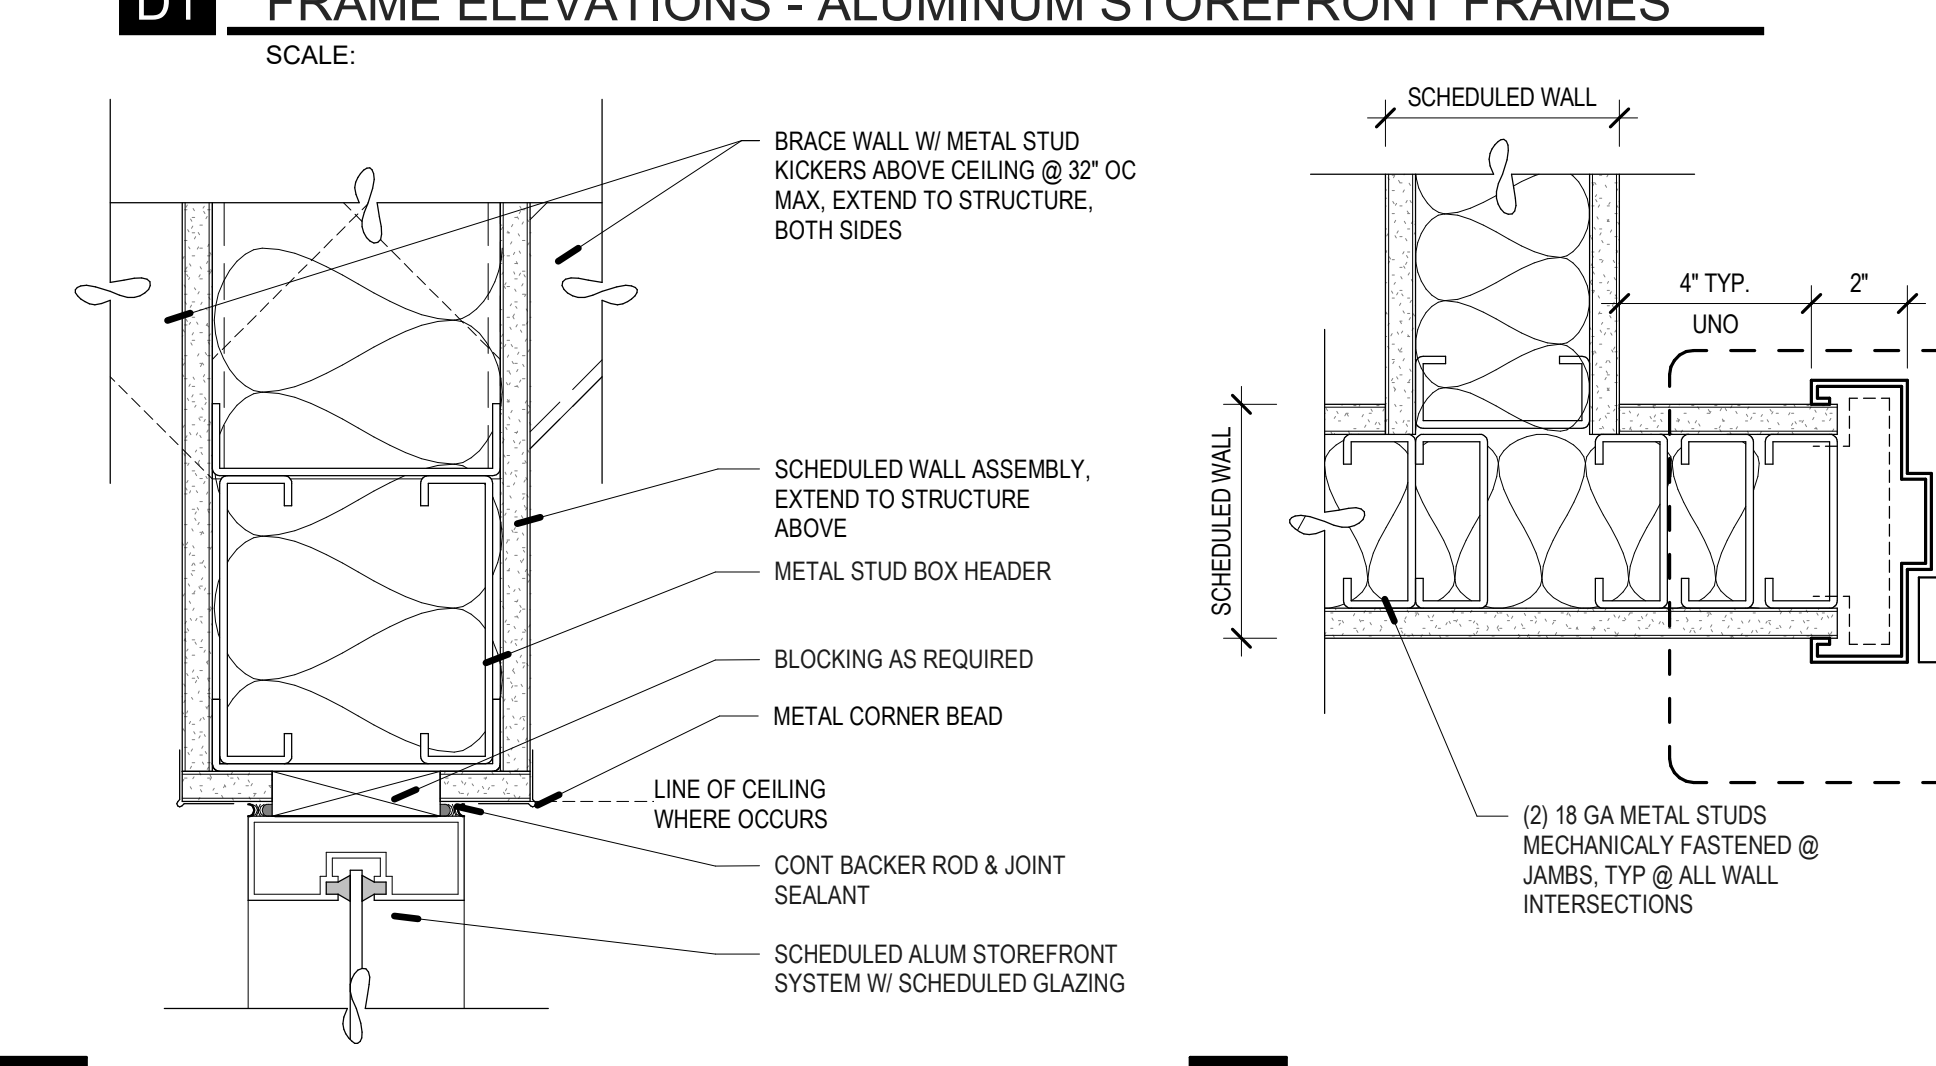 D1 FRAME ELEVATIONS - ALUMINUM STOREFRONT FRAMES
SCALE:
BRACE WALL W/ METAL STUD
KICKERS ABOVE CEILING @ 32" OC
MAX, EXTEND TO STRUCTURE,
BOTH SIDES
SCHEDULED WALL ASSEMBLY,
EXTEND TO STRUCTURE
ABOVE
METAL STUD BOX HEADER
BLOCKING AS REQUIRED
METAL CORNER BEAD
LINE OF CEILING
WHERE OCCURS
CONT BACKER ROD & JOINT
SEALANT
SCHEDULED ALUM STOREFRONT
SYSTEM W/ SCHEDULED GLAZING
SCHEDULED WALL
4" TYP.
UNO
2"
SCHEDULED WALL
(2) 18 GA METAL STUDS
MECHANICALY FASTENED @
JAMBS, TYP @ ALL WALL
INTERSECTIONS